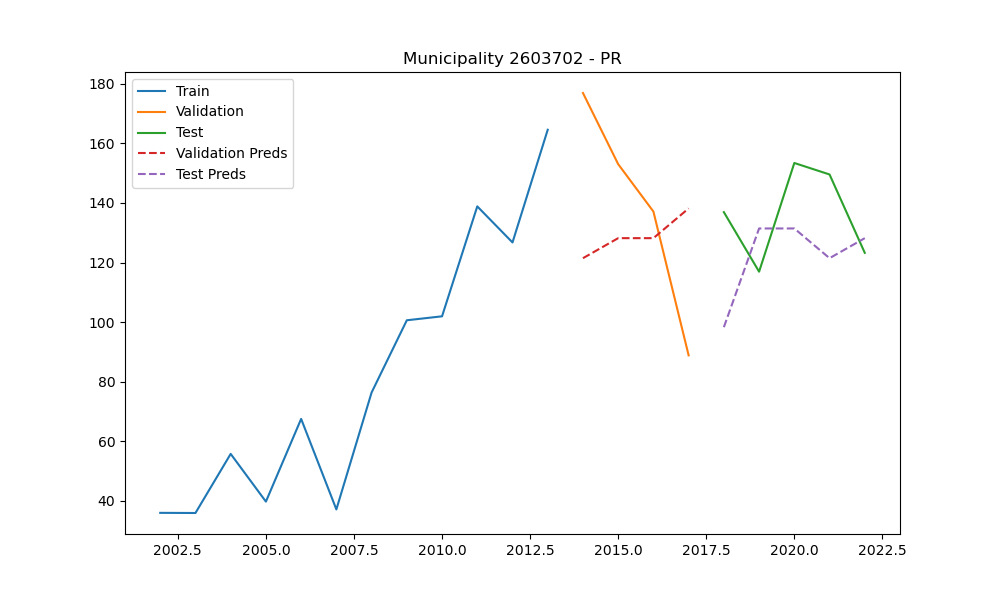 Municipality 2603702 - PR
Train
Validation
Test
Validation Preds
Test Preds
180
160
140
120
100
80
60
40
2002.5 2005.0 2007.5 2010.0 2012.5 2015.0 2017.5 2020.0 2022.5